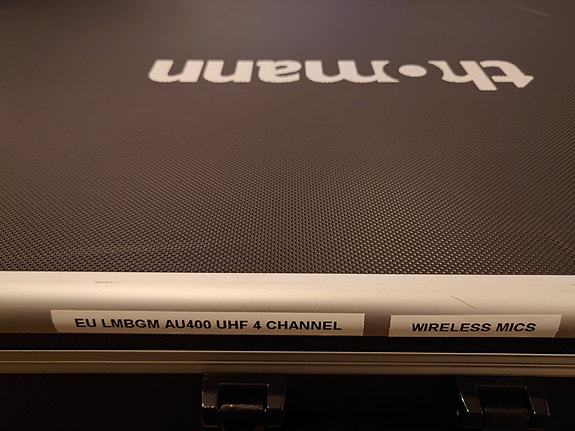 th•mann
EU LMBGM AU400 UHF 4 CHANNEL
WIRELESS MICS